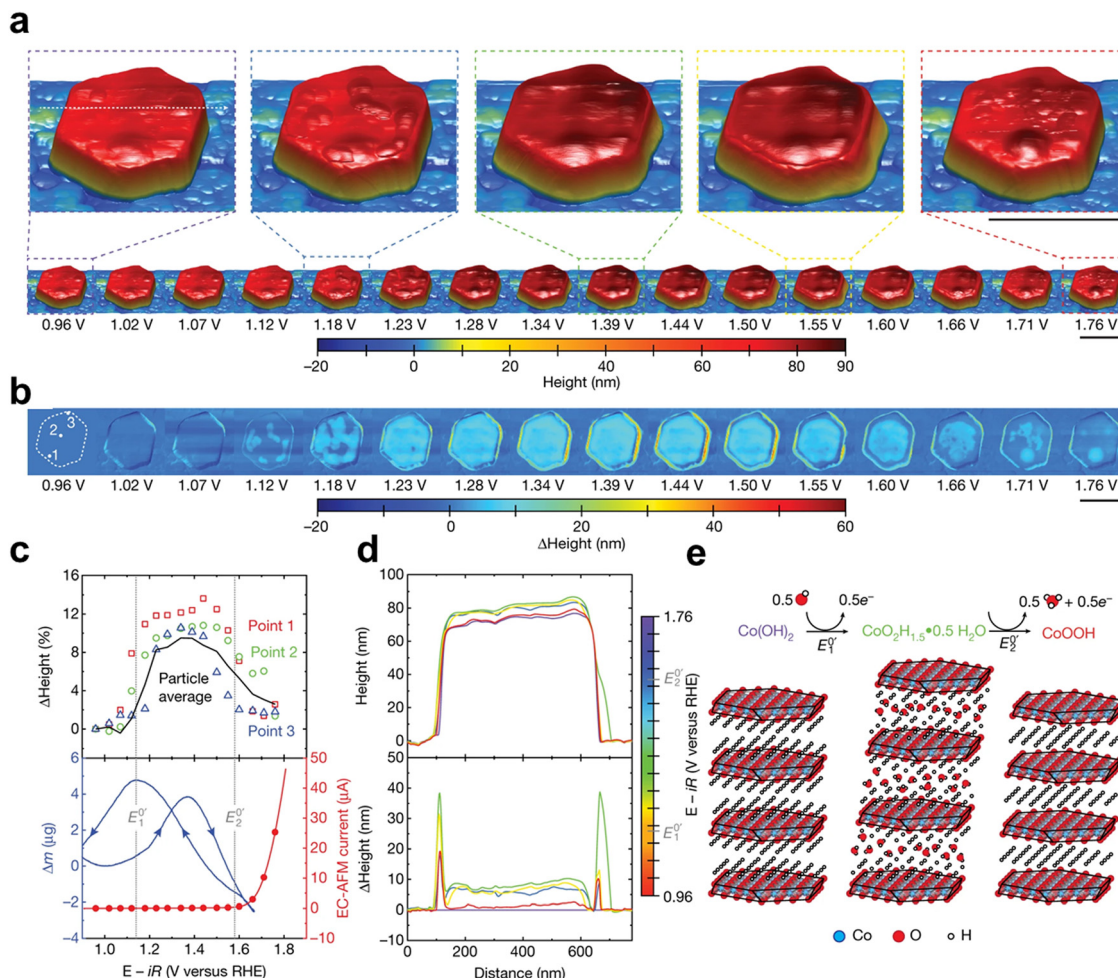 a
0.96 V 1.02 V 1.07 V 1.12 V 1.18 V 1.23 V 1.28 V 1.34 V 1.39 V 1.44 V 1.50 V 1.55 V 1.60 V 1.66 V 1.71 V 1.76 V
−20 0 20 40 60 80 90
Height (nm)
b
3
2
1
0.96 V 1.02 V 1.07 V 1.12 V 1.18 V 1.23 V 1.28 V 1.34 V 1.39 V 1.44 V 1.50 V 1.55 V 1.60 V 1.66 V 1.71 V 1.76 V
−20 0 20 40 60
ΔHeight (nm)
c
16
12
8
4
0
ΔHeight (%)
Point 1
Point 2
Particle
average
Point 3
6
4
2
0
−2
−4
Δm (µg)
E₁⁰′
E₂⁰′
50
40
30
20
10
0
−10
EC-AFM current (µA)
1.0 1.2 1.4 1.6 1.8
E − iR (V versus RHE)
d
100
80
60
40
20
0
Height (nm)
50
40
30
20
10
0
−10
ΔHeight (nm)
0 200 400 600
Distance (nm)
1.76
E₂⁰′
E₁⁰′
0.96
E − iR (V versus RHE)
e
0.5 0.5e⁻ 0.5 + 0.5e⁻
Co(OH)₂ CoO₂H₁.₅•0.5 H₂O CoOOH
E₁⁰′ E₂⁰′
Co O H